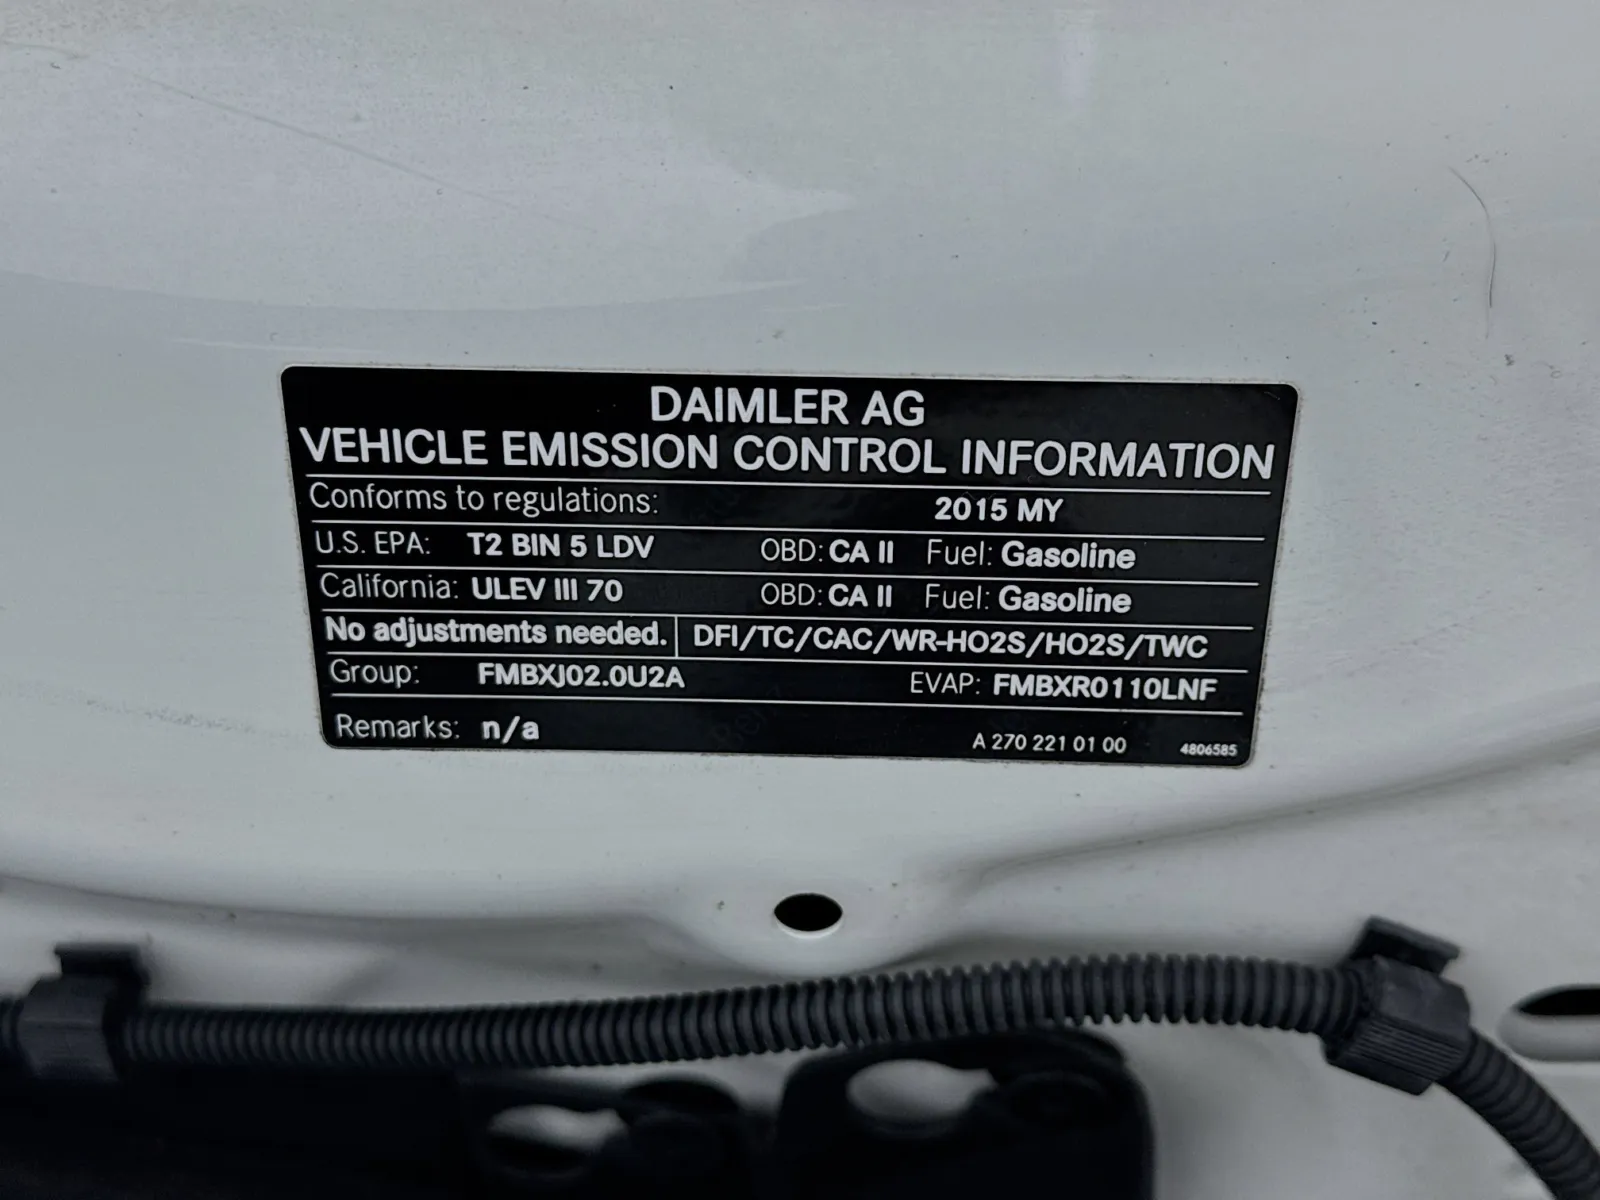 DAIMLER AG
VEHICLE EMISSION CONTROL INFORMATION
Conforms to regulations: 2015 MY
U.S. EPA: T2 BIN 5 LDV OBD: CA II Fuel: Gasoline
California: ULEV III 70 OBD: CA II Fuel: Gasoline
No adjustments needed. DFI/TC/CAC/WR-HO2S/HO2S/TWC
Group: FMBXJ02.0U2A EVAP: FMBXR0110LNF
Remarks: n/a A 270 221 01 00 4806585